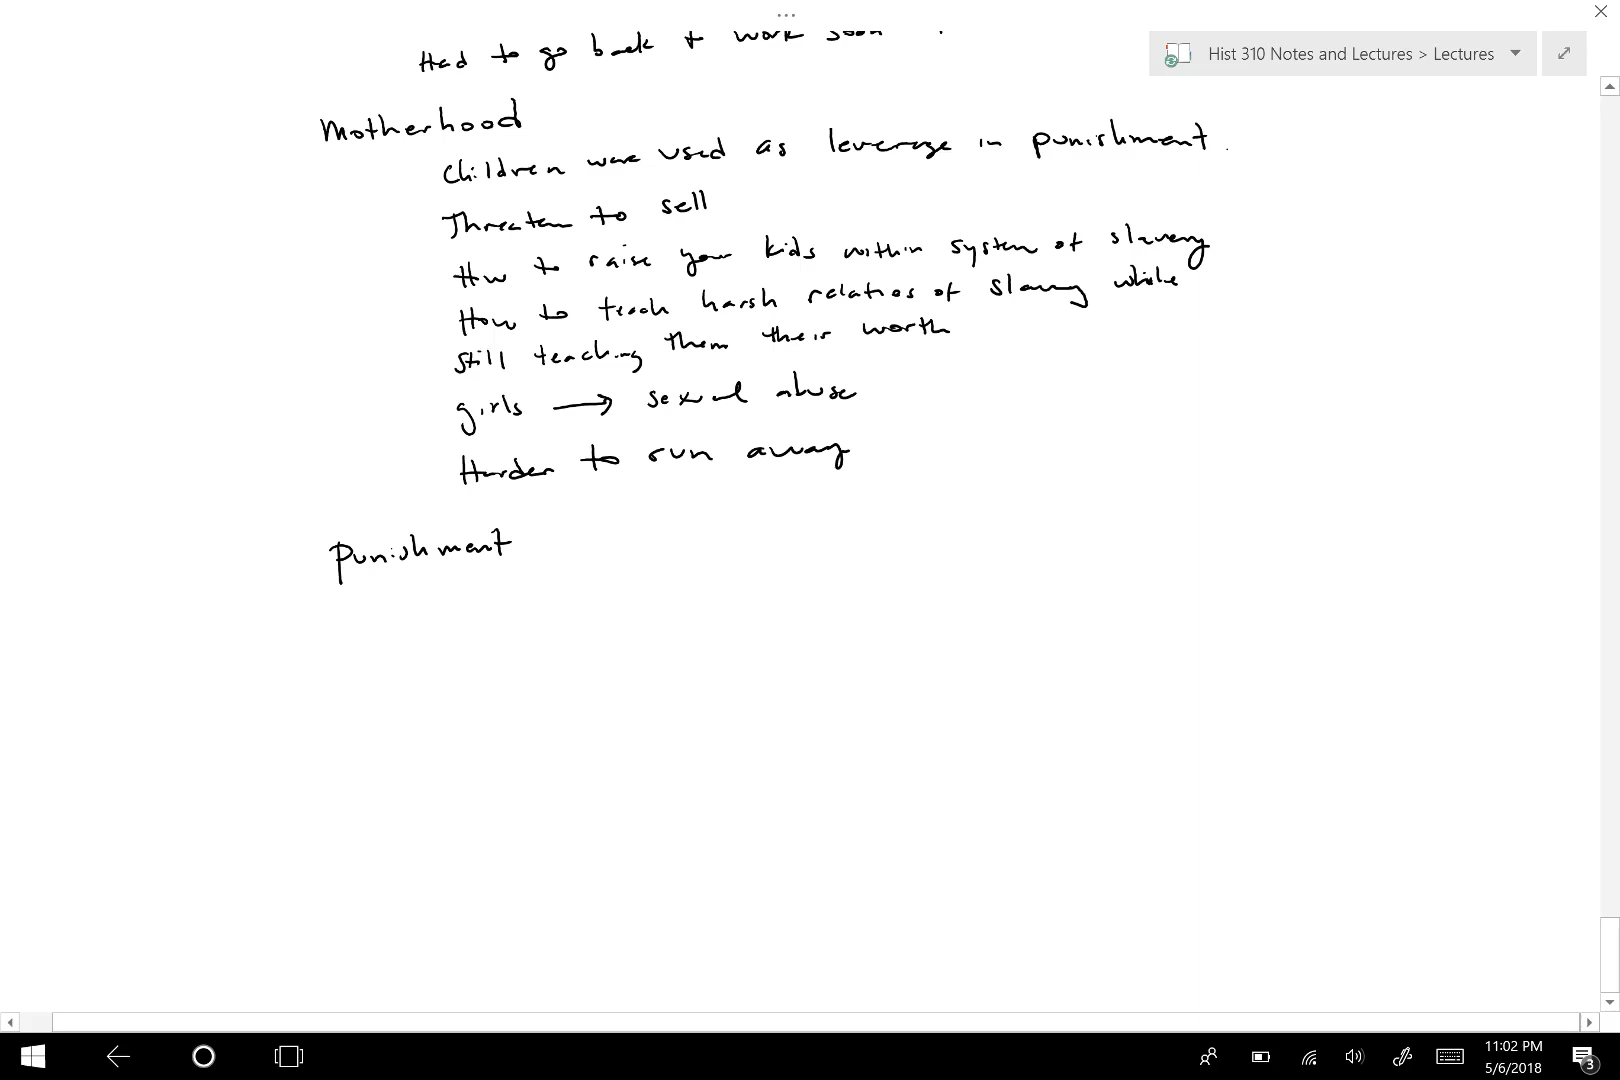 Had to go back to work soon
Hist 310 Notes and Lectures > Lectures
Motherhood
Children were used as leverage in punishment.
Threaten to sell
How to raise your kids within system of slavery
How to teach harsh relatios of slavery while
still teaching them their worth
girls → sexual abuse
Harder to run away
Punishment
11:02 PM
5/6/2018
3